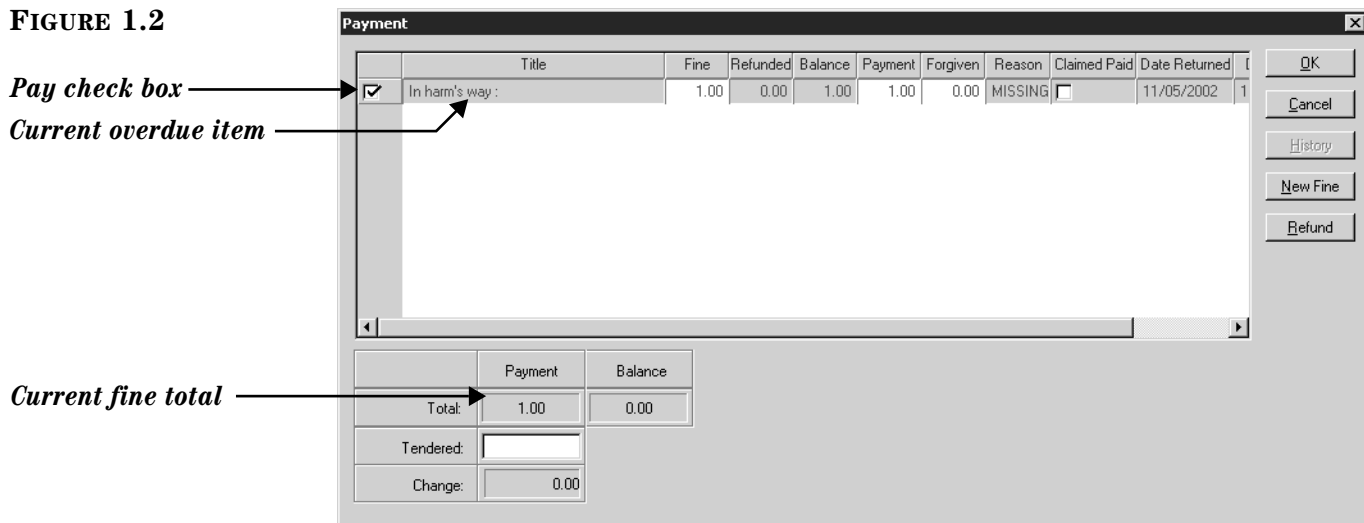 FIGURE 1.2
Payment
Title Fine Refunded Balance Payment Forgiven Reason Claimed Paid Date Returned
OK
Pay check box
In harm's way : 1.00 0.00 1.00 1.00 0.00 MISSING 11/05/2002 1
Cancel
Current overdue item
History
New Fine
Refund
Payment Balance
Current fine total
Total: 1.00 0.00
Tendered:
Change: 0.00